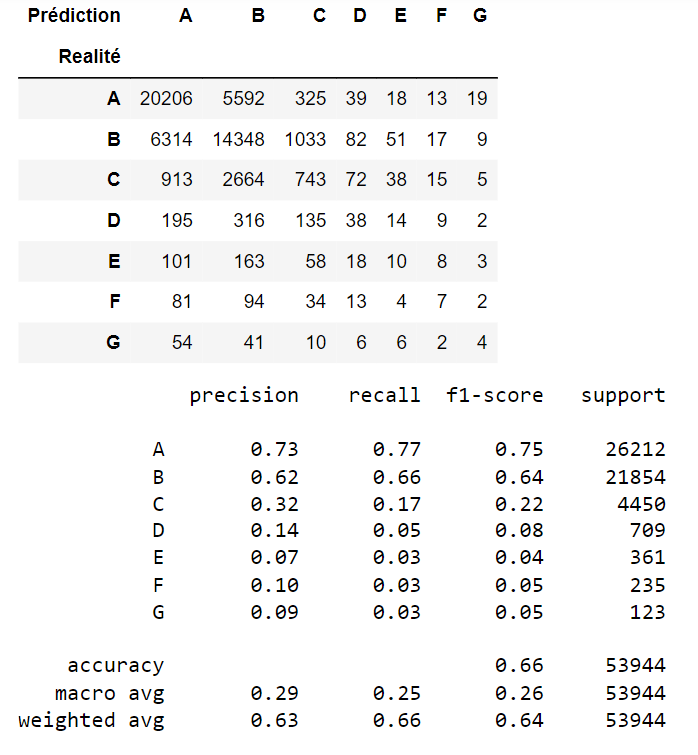 Prédiction A B C D E F G
Realité
A 20206 5592 325 39 18 13 19
B 6314 14348 1033 82 51 17 9
C 913 2664 743 72 38 15 5
D 195 316 135 38 14 9 2
E 101 163 58 18 10 8 3
F 81 94 34 13 4 7 2
G 54 41 10 6 6 2 4
precision recall f1-score support
A 0.73 0.77 0.75 26212
B 0.62 0.66 0.64 21854
C 0.32 0.17 0.22 4450
D 0.14 0.05 0.08 709
E 0.07 0.03 0.04 361
F 0.10 0.03 0.05 235
G 0.09 0.03 0.05 123
accuracy 0.66 53944
macro avg 0.29 0.25 0.26 53944
weighted avg 0.63 0.66 0.64 53944